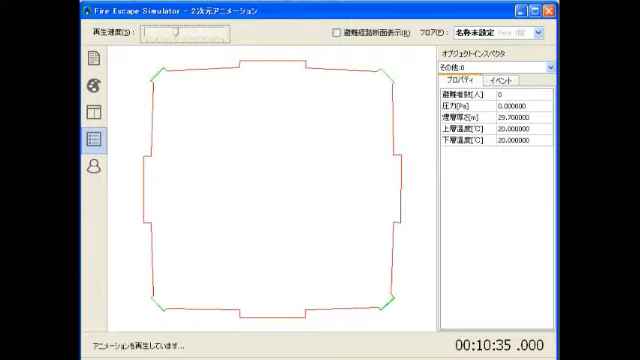 Fire Escape Simulator - 2次元アニメーション
再生速度(S):
避難経路断面表示(R)
フロア(F):
名称未設定 Floor 1階
オブジェクトインスペクタ
その他:0
プロパティ
イベント
避難者数[人] 0
圧力[Pa] 0.000000
煙層厚さ[m] 29.700000
上層温度[℃] 20.000000
下層温度[℃] 20.000000
アニメーションを再生しています...
00:10:35 .000